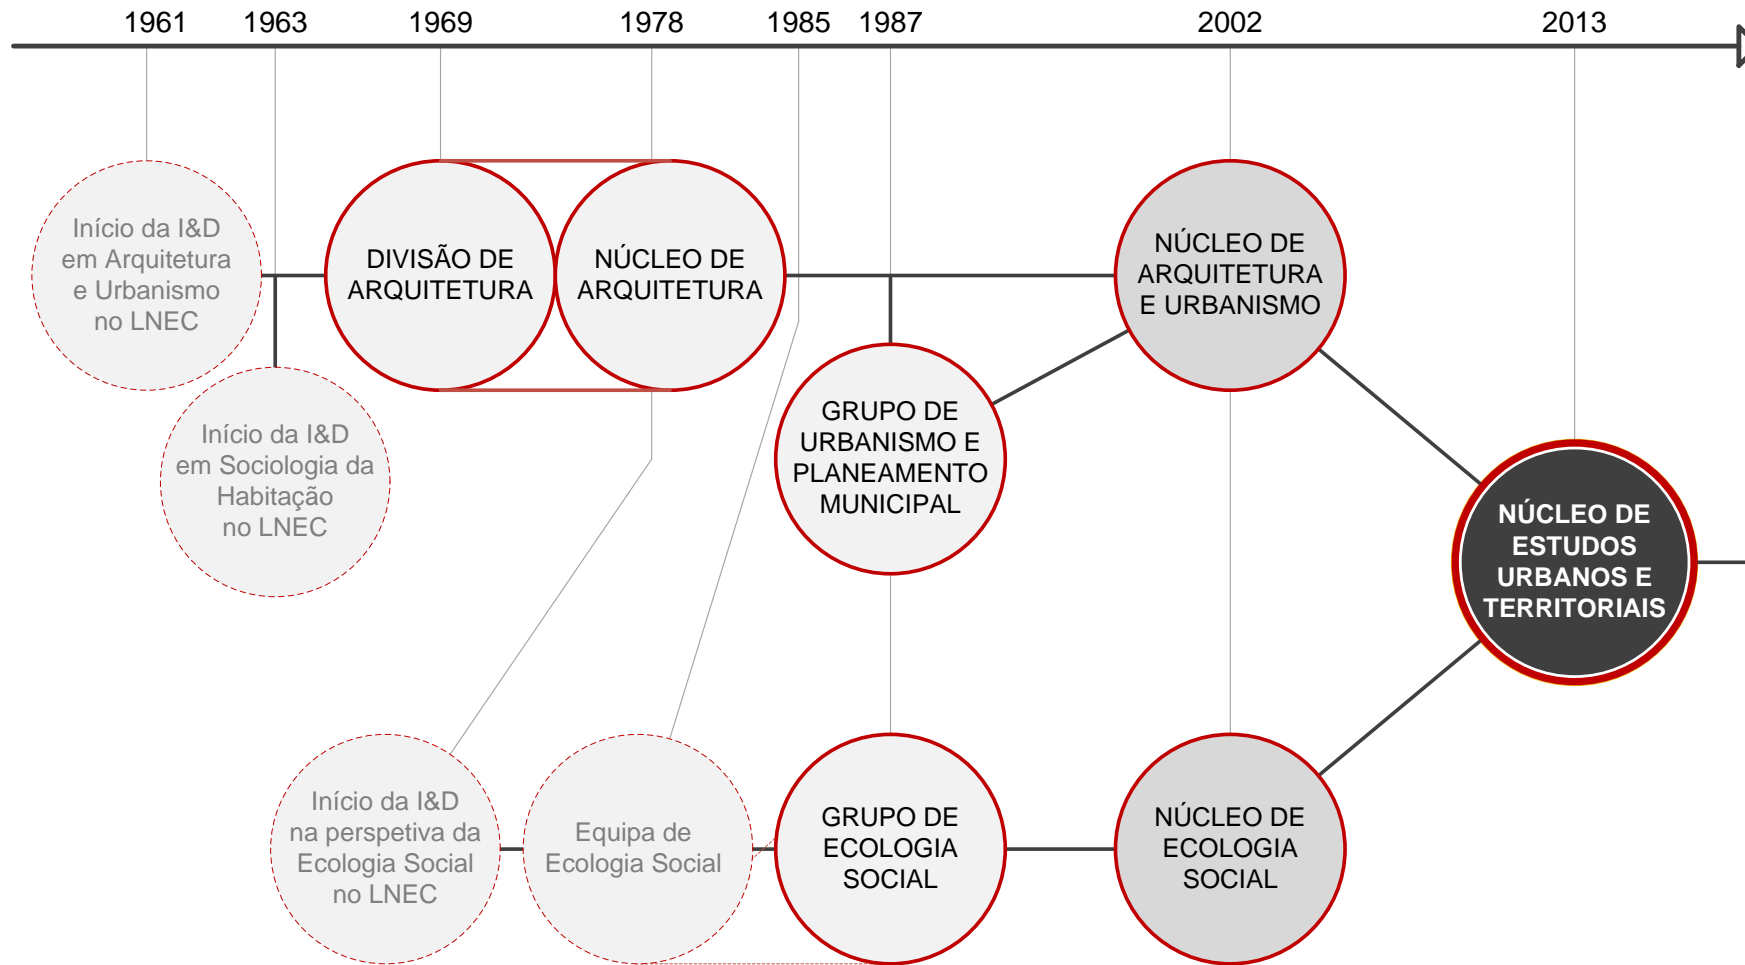 1961
1963
1969
1978
1985
1987
2002
2013
Início da I&D
em Arquitetura
e Urbanismo
no LNEC
Início da I&D
em Sociologia da
Habitação
no LNEC
DIVISÃO DE
ARQUITETURA
NÚCLEO DE
ARQUITETURA
GRUPO DE
URBANISMO E
PLANEAMENTO
MUNICIPAL
NÚCLEO DE
ARQUITETURA
E URBANISMO
NÚCLEO DE
ESTUDOS
URBANOS E
TERRITORIAIS
Início da I&D
na perspetiva da
Ecologia Social
no LNEC
Equipa de
Ecologia Social
GRUPO DE
ECOLOGIA
SOCIAL
NÚCLEO DE
ECOLOGIA
SOCIAL